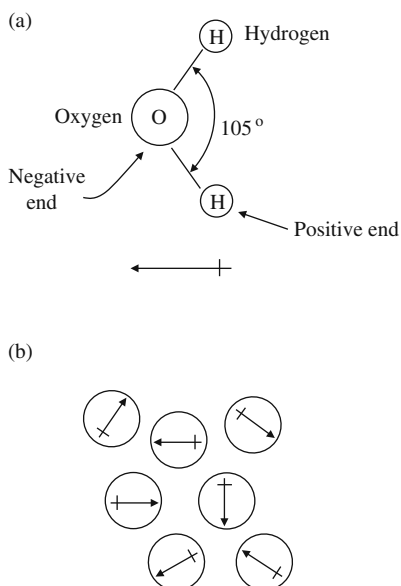 (a)
H Hydrogen
Oxygen O
105°
Negative
end
H
Positive end
(b)